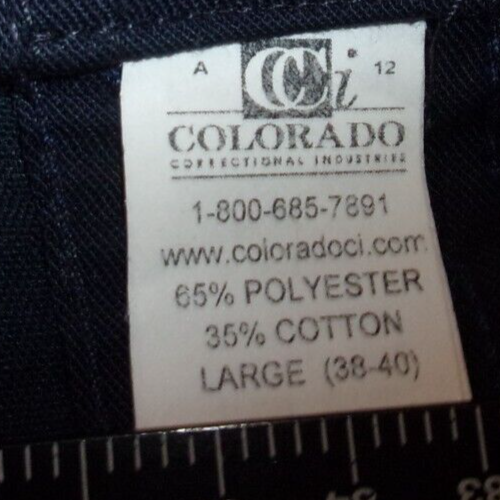 A CCi® 12
COLORADO
CORRECTIONAL INDUSTRIES
1-800-685-7891
www.coloradoci.com
65% POLYESTER
35% COTTON
LARGE (38-40)